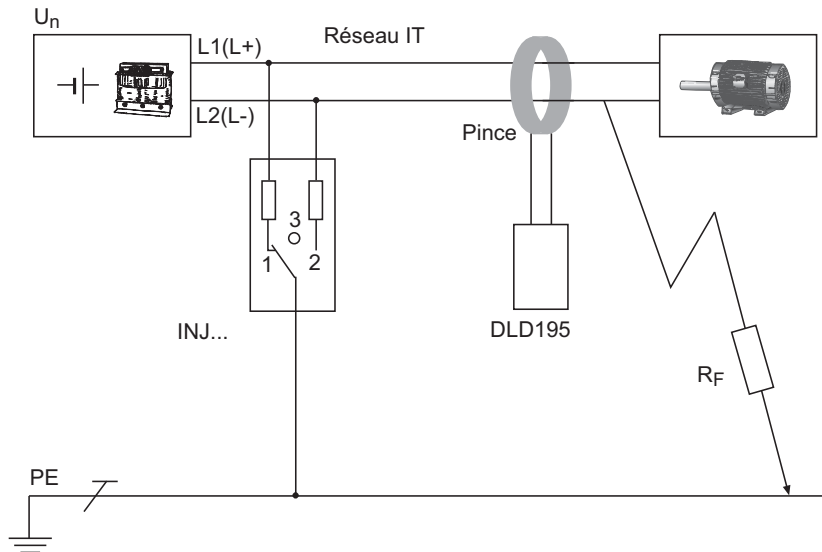 Un
L1(L+)
Réseau IT
L2(L-)
Pince
3
1
2
INJ...
DLD195
RF
PE